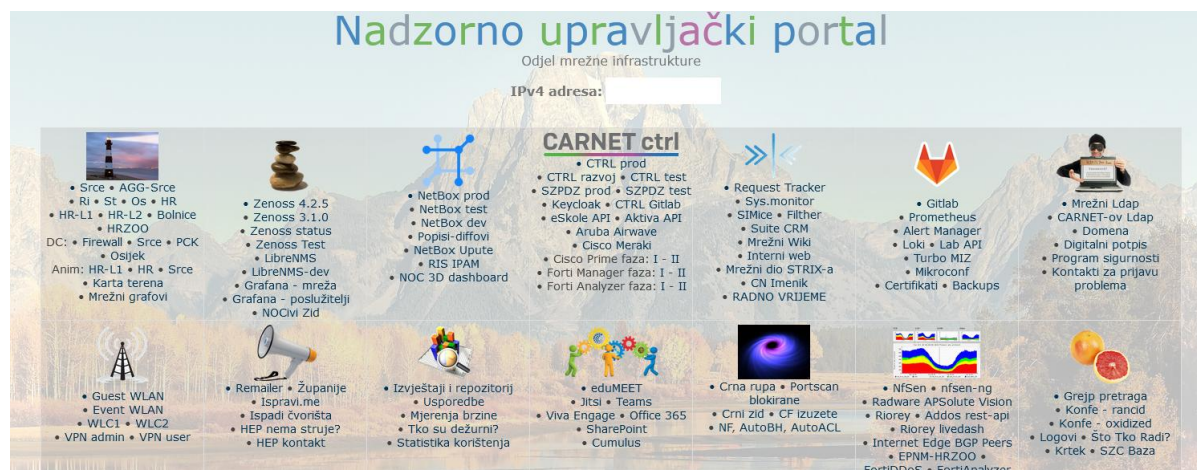 Nadzorno upravljački portal
Odjel mrežne infrastrukture
IPv4 adresa:
• Srce • AGG-Srce
• Ri • St • Os • HR
• HR-L1 • HR-L2 • Bolnice
• HRZOO
DC: • Firewall • Srce • PCK
• Osijek
Anim: HR-L1 • HR • Srce
• Karta terena
• Mrežni grafovi
• Zenoss 4.2.5
• Zenoss 3.1.0
• Zenoss status
• Zenoss Test
• LibreNMS
• LibreNMS-dev
• Grafana - mreža
• Grafana - poslužitelji
• NOCivi Zid
• NetBox prod
• NetBox test
• NetBox dev
• Popisi-diffovi
• NetBox Upute
• RIS IPAM
• NOC 3D dashboard
CARNET ctrl
• CTRL prod
• CTRL razvoj • CTRL test
• SZPDZ prod • SZPDZ test
• Keycloak • CTRL Gitlab
• eSkole API • Aktiva API
• Aruba Airwave
• Cisco Meraki
• Cisco Prime faza: I - II
• Forti Manager faza: I - II
• Forti Analyzer faza: I - II
• Request Tracker
• Sys.monitor
• SIMice • Filther
• Suite CRM
• Mrežni Wiki
• Interni web
• Mrežni dio STRIX-a
• CN Imenik
• RADNO VRIJEME
• Gitlab
• Prometheus
• Alert Manager
• Loki • Lab API
• Turbo MIZ
• Mikroconf
• Certifikati • Backups
• Mrežni Ldap
• CARNET-ov Ldap
• Domena
• Digitalni potpis
• Program sigurnosti
• Kontakti za prijavu
problema
• Guest WLAN
• Event WLAN
• WLC1 • WLC2
• VPN admin • VPN user
• Remailer • Županije
• Ispravi.me
• Ispadi čvorišta
• HEP nema struje?
• HEP kontakt
• Izvještaji i repozitorij
• Usporedbe
• Mjerenja brzine
• Tko su dežurni?
• Statistika korištenja
• eduMEET
• Jitsi • Teams
• Viva Engage • Office 365
• SharePoint
• Cumulus
• Crna rupa • Portscan
blokirane
• Crni zid • CF izuzete
• NF, AutoBH, AutoACL
• NfSen • nfsen-ng
• Radware APSolute Vision
• Riorey • Addos rest-api
• Riorey livedash
• Internet Edge BGP Peers
• EPNM-HRZOO •
FortiDDoS • FortiAnalyzer
• Grejp pretraga
• Konfe - rancid
• Konfe - oxidized
• Logovi • Što Tko Radi?
• Krtek • SZC Baza